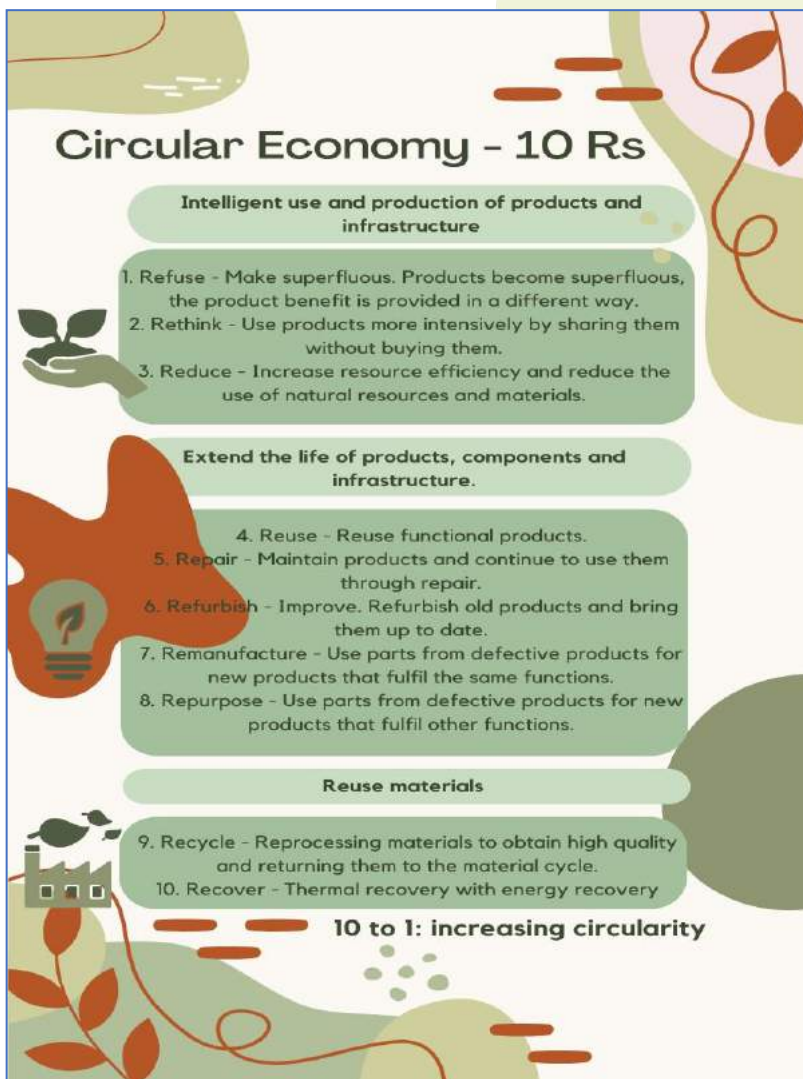 Circular Economy - 10 Rs
Intelligent use and production of products and
infrastructure
1. Refuse - Make superfluous. Products become superfluous,
the product benefit is provided in a different way.
2. Rethink - Use products more intensively by sharing them
without buying them.
3. Reduce - Increase resource efficiency and reduce the
use of natural resources and materials.
Extend the life of products, components and
infrastructure.
4. Reuse - Reuse functional products.
5. Repair - Maintain products and continue to use them
through repair.
6. Refurbish - Improve. Refurbish old products and bring
them up to date.
7. Remanufacture - Use parts from defective products for
new products that fulfil the same functions.
8. Repurpose - Use parts from defective products for new
products that fulfil other functions.
Reuse materials
9. Recycle - Reprocessing materials to obtain high quality
and returning them to the material cycle.
10. Recover - Thermal recovery with energy recovery
10 to 1: increasing circularity